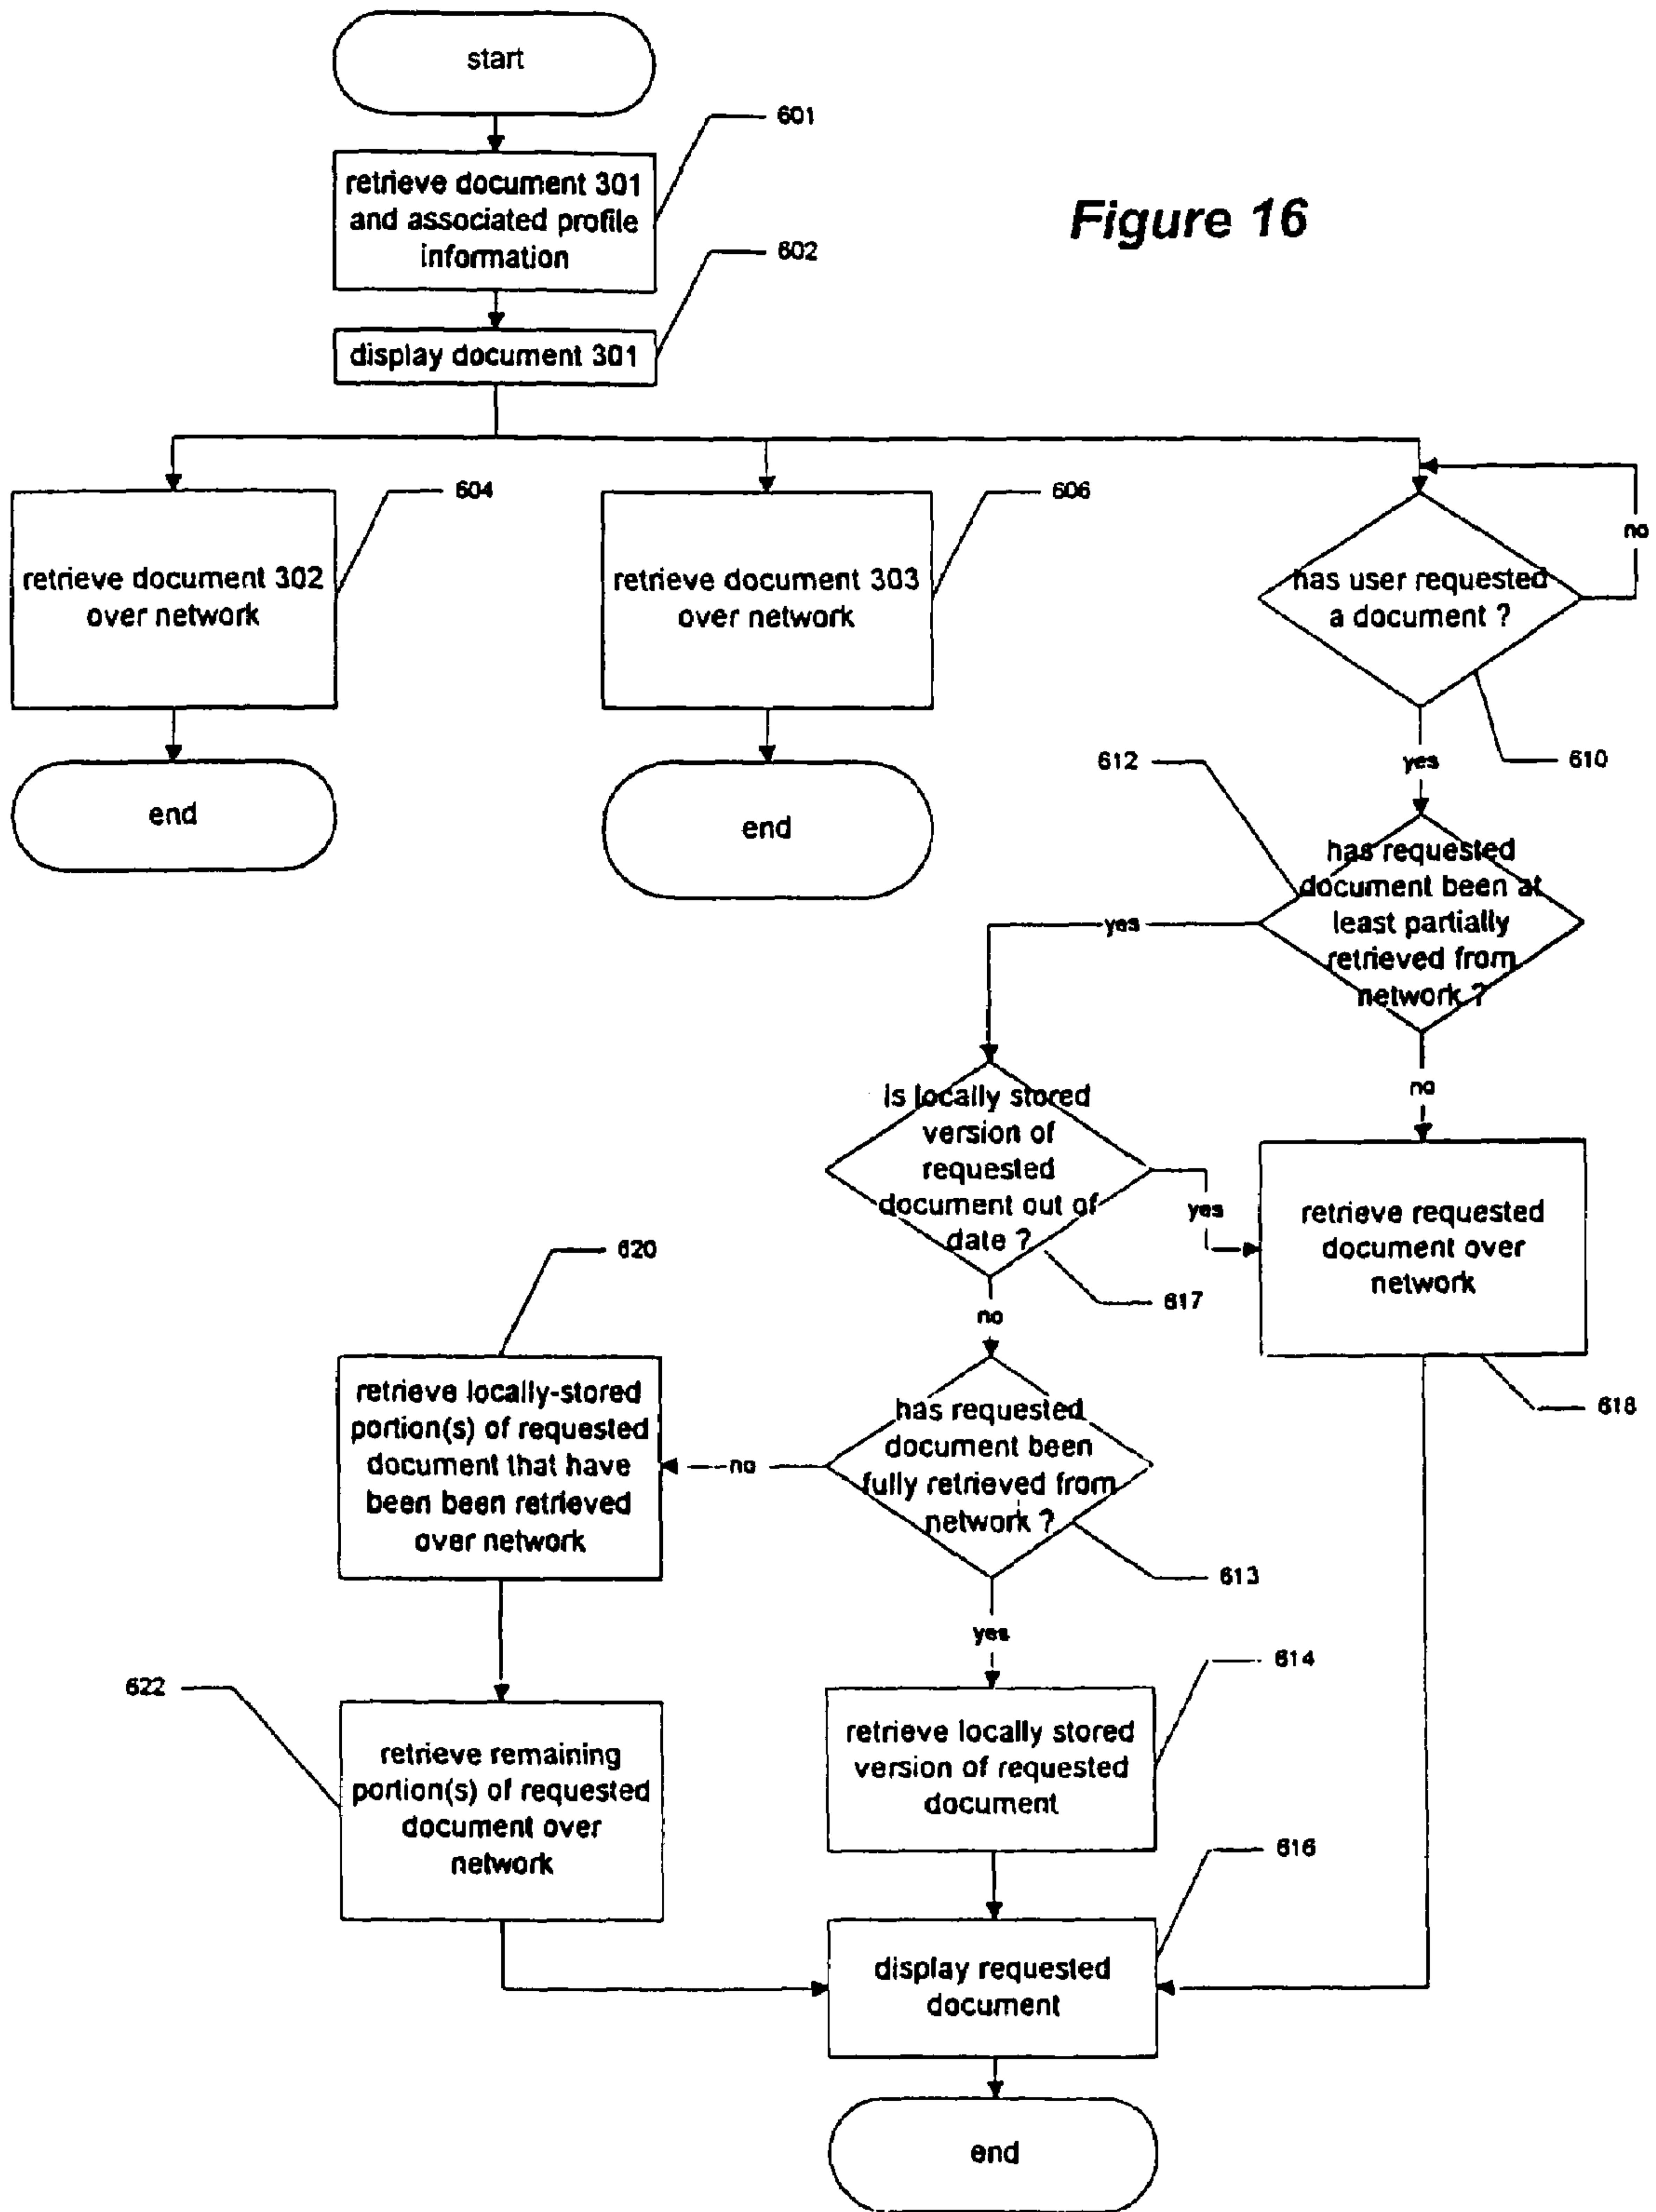 start
601
retrieve document 301
and associated profile
information
Figure 16
602
display document 301
604
606
no
retrieve document 302
over network
retrieve document 303
over network
has user requested
a document ?
end
end
612
yes
610
has requested
document been at
least partially
retrieved from
network ?
yes
no
is locally stored
version of
requested
document out of
date ?
yes
retrieve requested
document over
network
620
617
no
618
retrieve locally-stored
portion(s) of requested
document that have
been been retrieved
over network
no
has requested
document been
fully retrieved from
network ?
613
yes
614
622
retrieve remaining
portion(s) of requested
document over
network
retrieve locally stored
version of requested
document
616
display requested
document
end